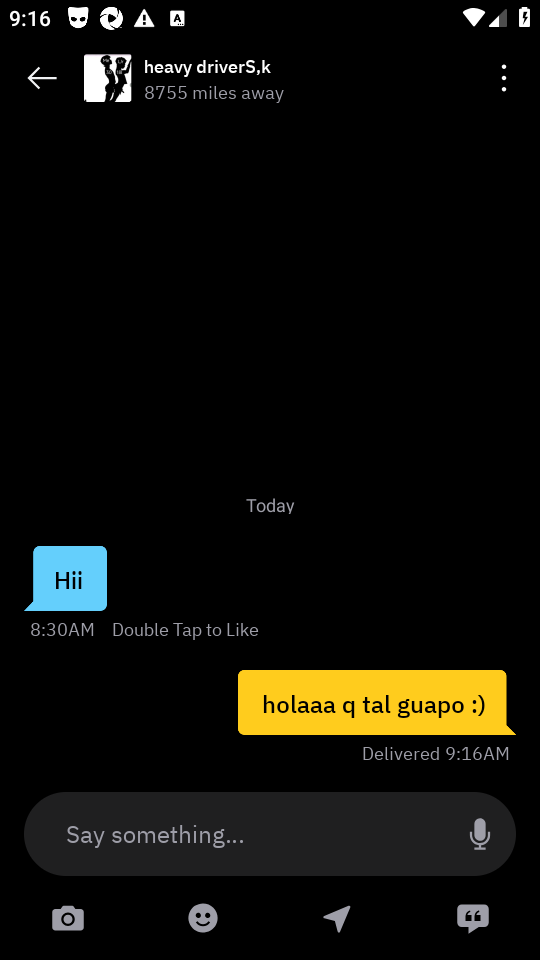 9:16
heavy driverS,k
8755 miles away
Today
Hii
8:30AM Double Tap to Like
holaaa q tal guapo :)
Delivered 9:16AM
Say something...